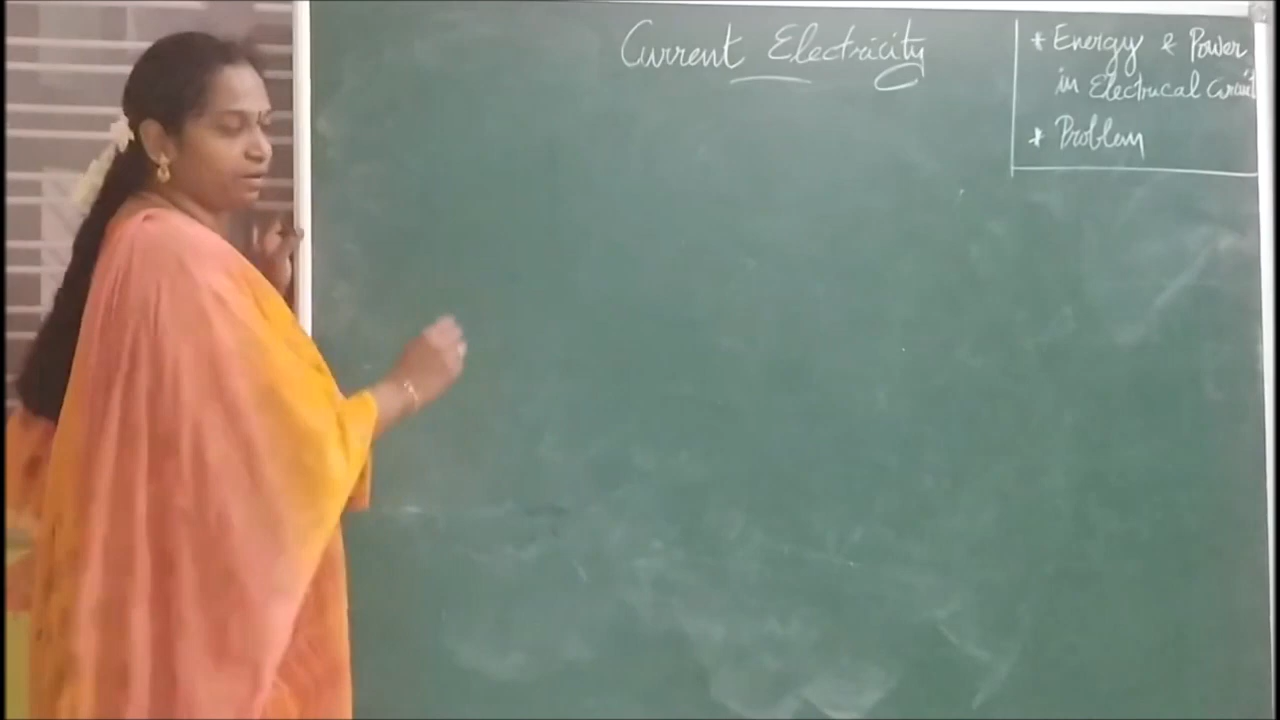 Current Electricity
* Energy & Power
in Electrical Circuit
* Problem